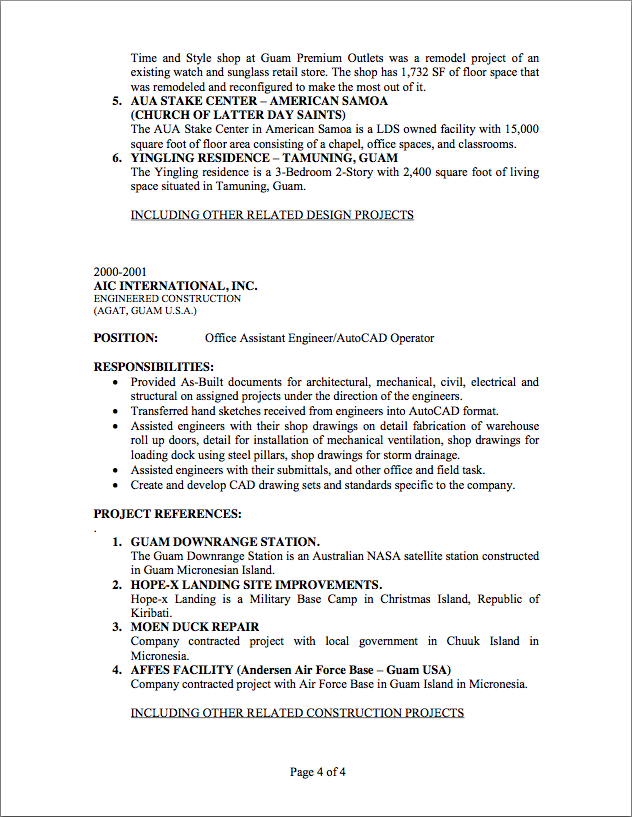 Time and Style shop at Guam Premium Outlets was a remodel project of an
existing watch and sunglass retail store. The shop has 1,732 SF of floor space that
was remodeled and reconfigured to make the most out of it.
5. AUA STAKE CENTER – AMERICAN SAMOA
(CHURCH OF LATTER DAY SAINTS)
The AUA Stake Center in American Samoa is a LDS owned facility with 15,000
square foot of floor area consisting of a chapel, office spaces, and classrooms.
6. YINGLING RESIDENCE – TAMUNING, GUAM
The Yingling residence is a 3-Bedroom 2-Story with 2,400 square foot of living
space situated in Tamuning, Guam.
INCLUDING OTHER RELATED DESIGN PROJECTS
2000-2001
AIC INTERNATIONAL, INC.
ENGINEERED CONSTRUCTION
(AGAT, GUAM U.S.A.)
POSITION: Office Assistant Engineer/AutoCAD Operator
RESPONSIBILITIES:
• Provided As-Built documents for architectural, mechanical, civil, electrical and
structural on assigned projects under the direction of the engineers.
• Transferred hand sketches received from engineers into AutoCAD format.
• Assisted engineers with their shop drawings on detail fabrication of warehouse
roll up doors, detail for installation of mechanical ventilation, shop drawings for
loading dock using steel pillars, shop drawings for storm drainage.
• Assisted engineers with their submittals, and other office and field task.
• Create and develop CAD drawing sets and standards specific to the company.
PROJECT REFERENCES:
.
1. GUAM DOWNRANGE STATION.
The Guam Downrange Station is an Australian NASA satellite station constructed
in Guam Micronesian Island.
2. HOPE-X LANDING SITE IMPROVEMENTS.
Hope-x Landing is a Military Base Camp in Christmas Island, Republic of
Kiribati.
3. MOEN DUCK REPAIR
Company contracted project with local government in Chuuk Island in
Micronesia.
4. AFFES FACILITY (Andersen Air Force Base – Guam USA)
Company contracted project with Air Force Base in Guam Island in Micronesia.
INCLUDING OTHER RELATED CONSTRUCTION PROJECTS
Page 4 of 4